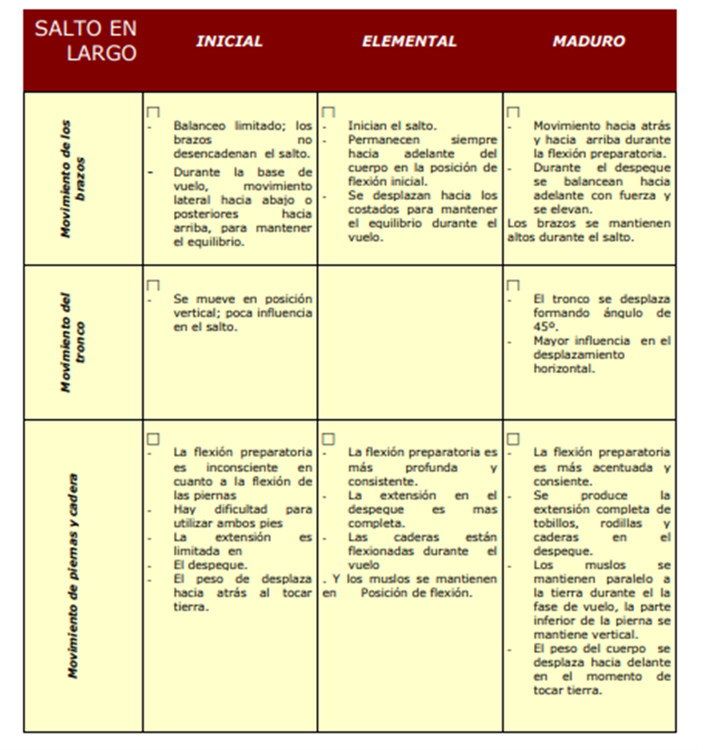 SALTO EN
LARGO
INICIAL
ELEMENTAL
MADURO
Movimiento de los
brazos
- Balanceo limitado; los
brazos no
desencadenan el salto.
- Durante la base de
vuelo, movimiento
lateral hacia abajo o
posteriores hacia
arriba, para mantener
el equilibrio.
- Inician el salto.
- Permanecen siempre
hacia adelante del
cuerpo en la posición de
flexión inicial.
- Se desplazan hacia los
costados para mantener
el equilibrio durante el
vuelo.
- Movimiento hacia atrás
y hacia arriba durante
la flexión preparatoria.
- Durante el despegue
se balancean hacia
adelante con fuerza y
se elevan.
Los brazos se mantienen
altos durante el salto.
Movimiento del
tronco
- Se mueve en posición
vertical; poca influencia
en el salto.
- El tronco se desplaza
formando ángulo de
45º.
- Mayor influencia en el
desplazamiento
horizontal.
Movimiento de piernas y cadera
- La flexión preparatoria
es inconsciente en
cuanto a la flexión de
las piernas
- Hay dificultad para
utilizar ambos pies
- La extensión es
limitada en
- El despegue.
- El peso de desplaza
hacia atrás al tocar
tierra.
- La flexión preparatoria es
más profunda y
consistente.
- La extensión en el
despegue es mas
completa.
- Las caderas están
flexionadas durante el
vuelo
. Y los muslos se mantienen
en Posición de flexión.
- La flexión preparatoria
es más acentuada y
consiente.
- Se produce la
extensión completa de
tobillos, rodillas y
caderas en el
despegue.
- Los muslos se
mantienen paralelo a
la tierra durante el la
fase de vuelo, la parte
inferior de la pierna se
mantiene vertical.
- El peso del cuerpo se
desplaza hacia delante
en el momento de
tocar tierra.